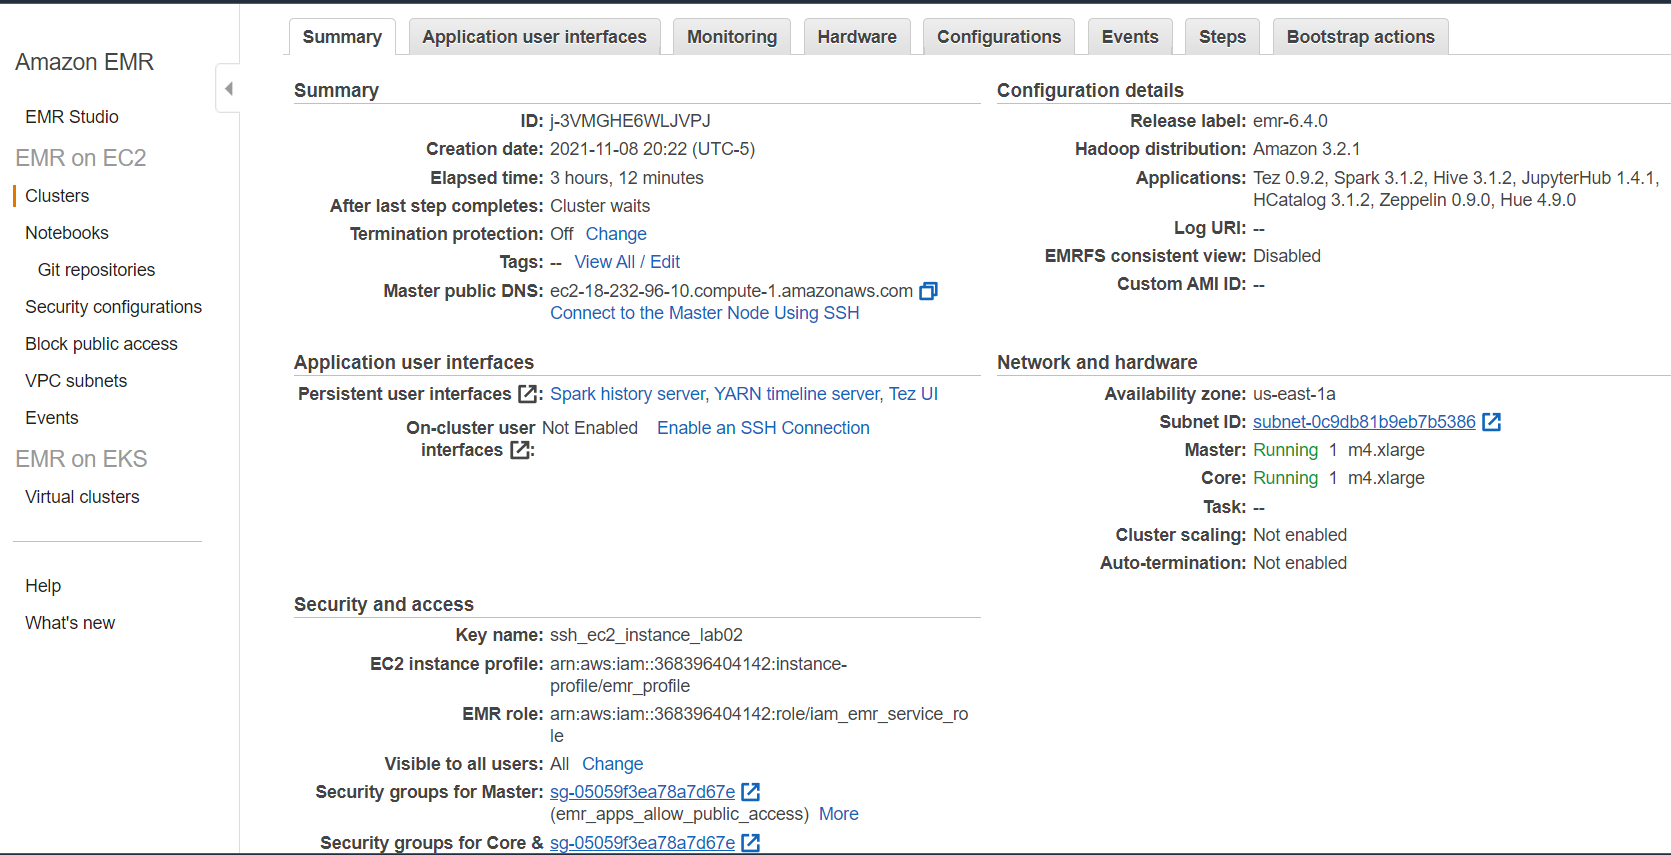 Amazon EMR
EMR Studio
EMR on EC2
Clusters
Notebooks
Git repositories
Security configurations
Block public access
VPC subnets
Events
EMR on EKS
Virtual clusters
Help
What's new
Summary
Application user interfaces
Monitoring
Hardware
Configurations
Events
Steps
Bootstrap actions
Summary
ID: j-3VMGHE6WLJVPJ
Creation date: 2021-11-08 20:22 (UTC-5)
Elapsed time: 3 hours, 12 minutes
After last step completes: Cluster waits
Termination protection: Off Change
Tags: -- View All / Edit
Master public DNS: ec2-18-232-96-10.compute-1.amazonaws.com
Connect to the Master Node Using SSH
Configuration details
Release label: emr-6.4.0
Hadoop distribution: Amazon 3.2.1
Applications: Tez 0.9.2, Spark 3.1.2, Hive 3.1.2, JupyterHub 1.4.1,
HCatalog 3.1.2, Zeppelin 0.9.0, Hue 4.9.0
Log URI: --
EMRFS consistent view: Disabled
Custom AMI ID: --
Application user interfaces
Persistent user interfaces : Spark history server, YARN timeline server, Tez UI
On-cluster user Not Enabled Enable an SSH Connection
interfaces :
Network and hardware
Availability zone: us-east-1a
Subnet ID: subnet-0c9db81b9eb7b5386
Master: Running 1 m4.xlarge
Core: Running 1 m4.xlarge
Task: --
Cluster scaling: Not enabled
Auto-termination: Not enabled
Security and access
Key name: ssh_ec2_instance_lab02
EC2 instance profile: arn:aws:iam::368396404142:instance-
profile/emr_profile
EMR role: arn:aws:iam::368396404142:role/iam_emr_service_ro
le
Visible to all users: All Change
Security groups for Master: sg-05059f3ea78a7d67e
(emr_apps_allow_public_access) More
Security groups for Core & sg-05059f3ea78a7d67e